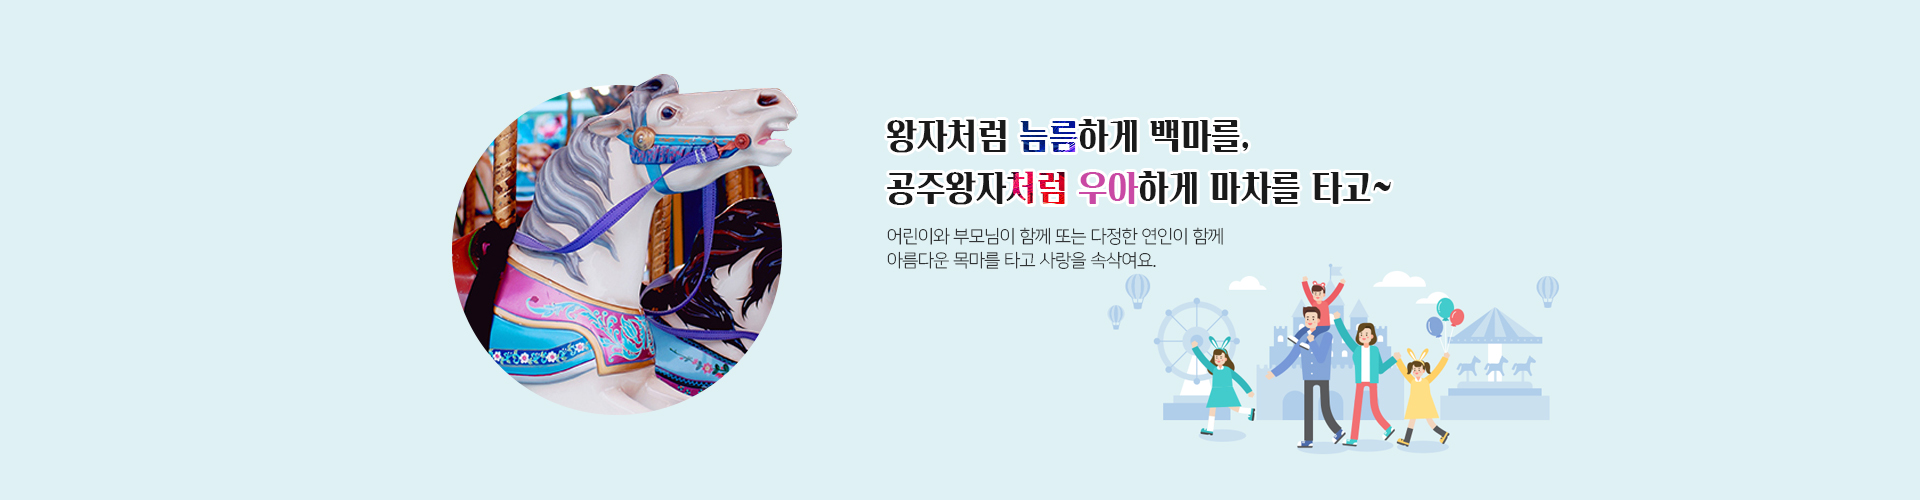 왕자처럼 늠름하게 백마를,
공주왕자처럼 우아하게 마차를 타고~
어린이와 부모님이 함께 또는 다정한 연인이 함께
아름다운 목마를 타고 사랑을 속삭여요.